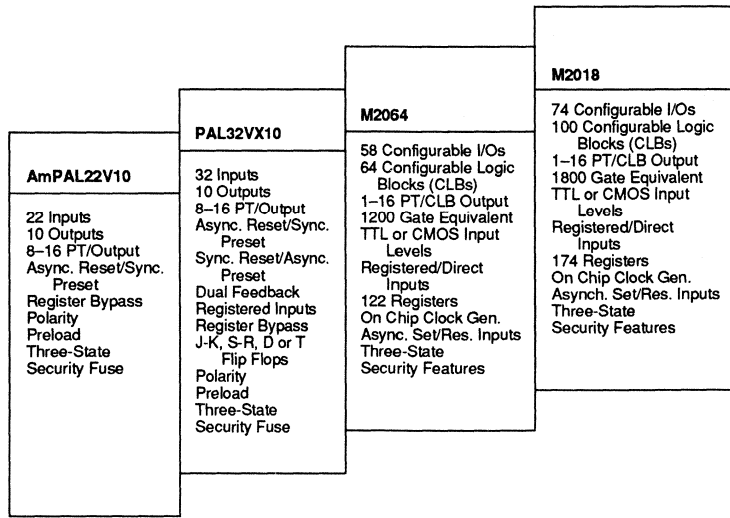 AmPAL22V10
22 Inputs
10 Outputs
8–16 PT/Output
Async. Reset/Sync.
Preset
Register Bypass
Polarity
Preload
Three-State
Security Fuse
PAL32VX10
32 Inputs
10 Outputs
8–16 PT/Output
Async. Reset/Sync.
Preset
Sync. Reset/Async.
Preset
Dual Feedback
Registered Inputs
Register Bypass
J-K, S-R, D or T
Flip Flops
Polarity
Preload
Three-State
Security Fuse
M2064
58 Configurable I/Os
64 Configurable Logic
Blocks (CLBs)
1–16 PT/CLB Output
1200 Gate Equivalent
TTL or CMOS Input
Levels
Registered/Direct
Inputs
122 Registers
On Chip Clock Gen.
Async. Set/Res. Inputs
Three-State
Security Features
M2018
74 Configurable I/Os
100 Configurable Logic
Blocks (CLBs)
1–16 PT/CLB Output
1800 Gate Equivalent
TTL or CMOS Input
Levels
Registered/Direct
Inputs
174 Registers
On Chip Clock Gen.
Asynch. Set/Res. Inputs
Three-State
Security Features